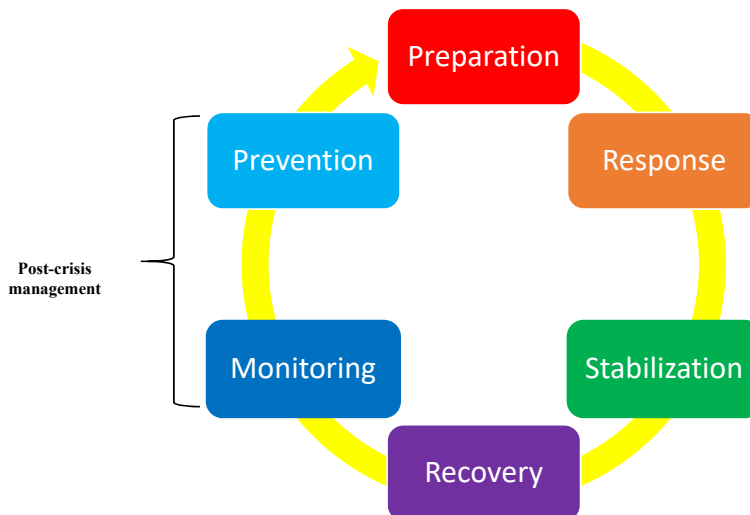 Preparation
Response
Stabilization
Recovery
Monitoring
Prevention
Post-crisis
management